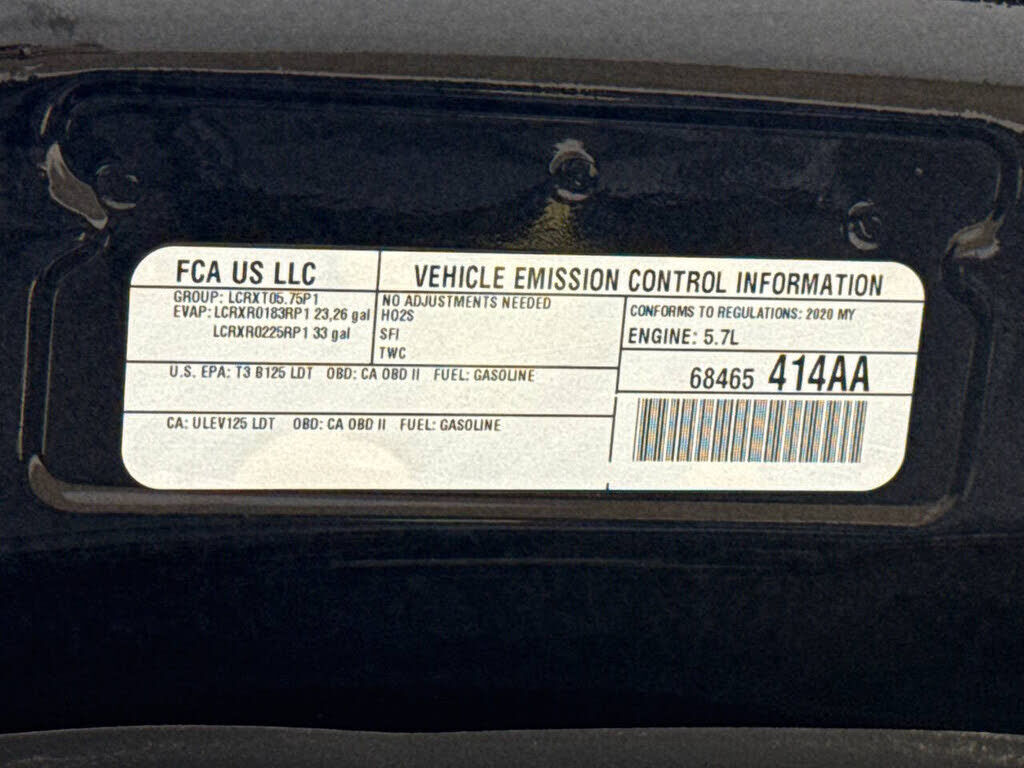 FCA US LLC
VEHICLE EMISSION CONTROL INFORMATION
GROUP: LCRXT05.75P1
EVAP: LCRXR0183RP1 23,26 gal
LCRXR0225RP1 33 gal
NO ADJUSTMENTS NEEDED
HO2S
SFI
TWC
CONFORMS TO REGULATIONS: 2020 MY
ENGINE: 5.7L
U.S. EPA: T3 B125 LDT OBD: CA OBD II FUEL: GASOLINE
68465 414AA
CA: ULEV125 LDT OBD: CA OBD II FUEL: GASOLINE